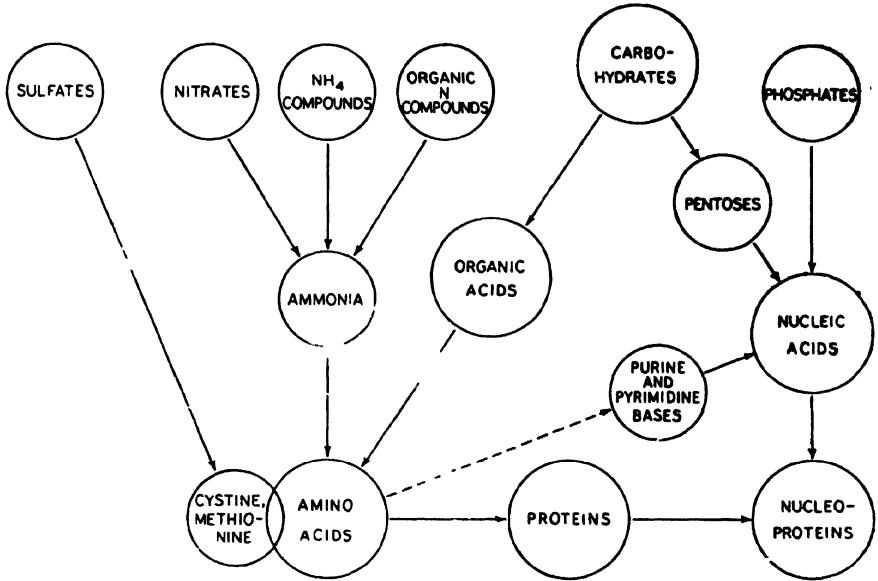 SULFATES
NITRATES
NH4
COMPOUNDS
ORGANIC
N
COMPOUNDS
CARBO-
HYDRATES
PHOSPHATES
PENTOSES
AMMONIA
ORGANIC
ACIDS
NUCLEIC
ACIDS
PURINE
AND
PYRIMIDINE
BASES
CYSTINE,
METHIO-
NINE
AMINO
ACIDS
PROTEINS
NUCLEO-
PROTEINS